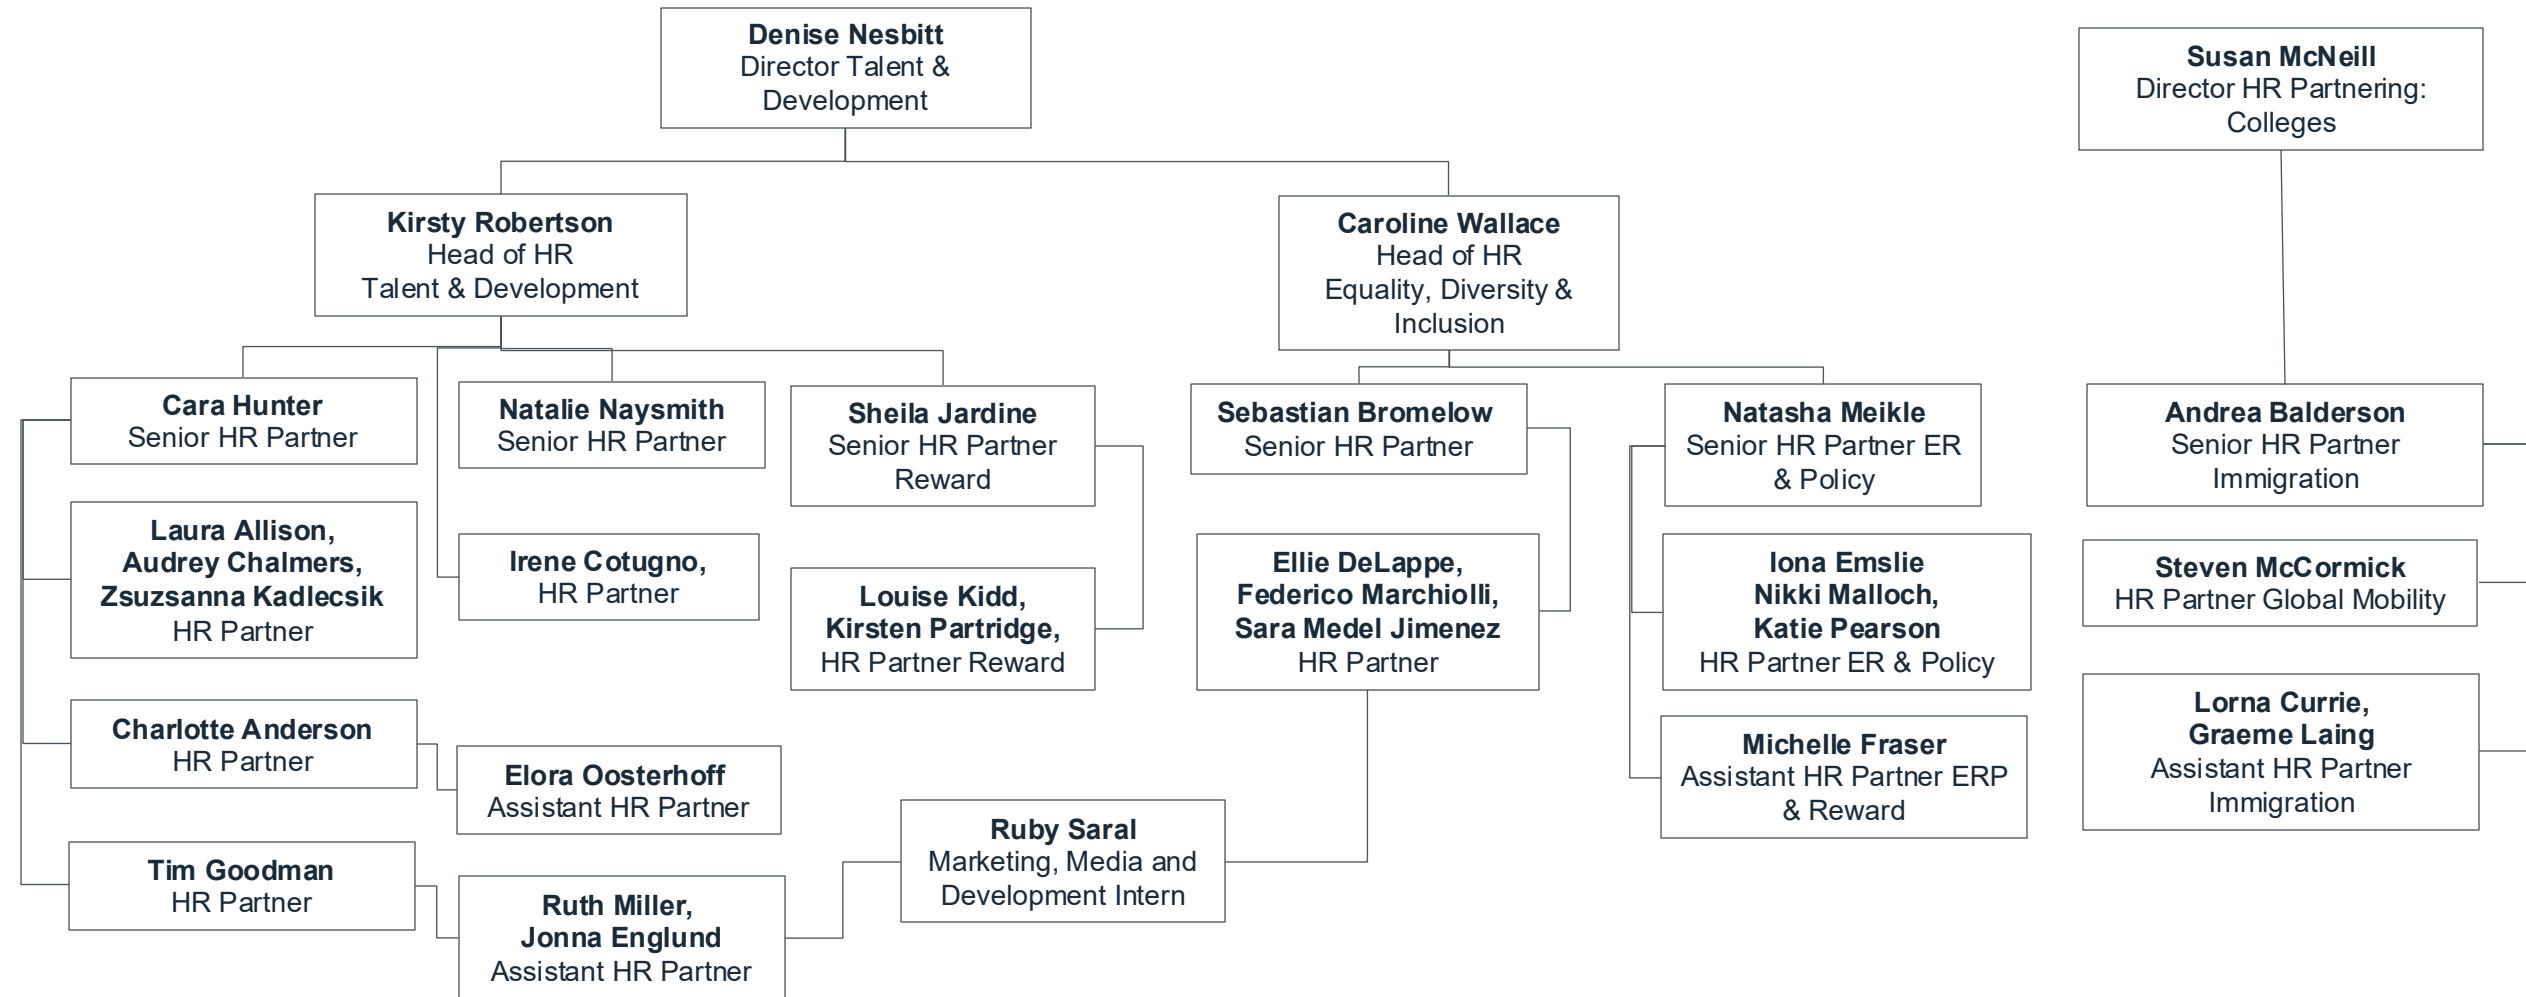 Denise Nesbitt
Director Talent &
Development
Susan McNeill
Director HR Partnering:
Colleges
Kirsty Robertson
Head of HR
Talent & Development
Caroline Wallace
Head of HR
Equality, Diversity &
Inclusion
Cara Hunter
Senior HR Partner
Natalie Naysmith
Senior HR Partner
Sheila Jardine
Senior HR Partner
Reward
Sebastian Bromelow
Senior HR Partner
Natasha Meikle
Senior HR Partner ER
& Policy
Andrea Balderson
Senior HR Partner
Immigration
Laura Allison,
Audrey Chalmers,
Zsuzsanna Kadlecsik
HR Partner
Irene Cotugno,
HR Partner
Louise Kidd,
Kirsten Partridge,
HR Partner Reward
Ellie DeLappe,
Federico Marchiolli,
Sara Medel Jimenez
HR Partner
Iona Emslie
Nikki Malloch,
Katie Pearson
HR Partner ER & Policy
Steven McCormick
HR Partner Global Mobility
Charlotte Anderson
HR Partner
Elora Oosterhoff
Assistant HR Partner
Michelle Fraser
Assistant HR Partner ERP
& Reward
Lorna Currie,
Graeme Laing
Assistant HR Partner
Immigration
Tim Goodman
HR Partner
Ruth Miller,
Jonna Englund
Assistant HR Partner
Ruby Saral
Marketing, Media and
Development Intern